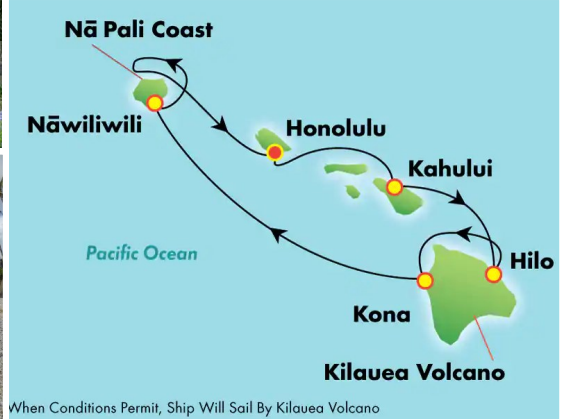 Nā Pali Coast
Nāwiliwili
Honolulu
Kahului
Pacific Ocean
Hilo
Kona
Kilauea Volcano
When Conditions Permit, Ship Will Sail By Kilauea Volcano